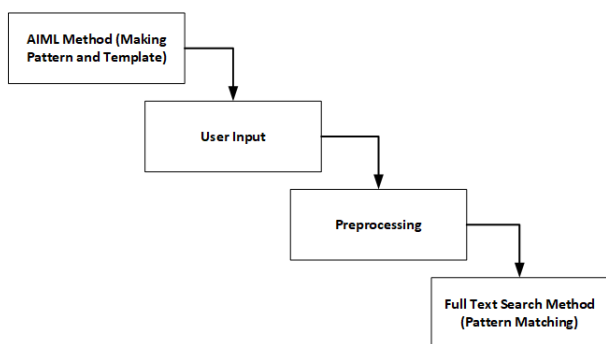 AIML Method (Making
Pattern and Template)
User Input
Preprocessing
Full Text Search Method
(Pattern Matching)